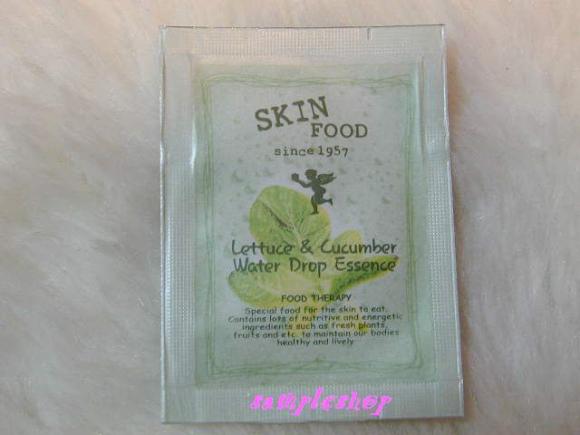 SKIN
FOOD
since 1957
Lettuce & Cucumber
Water Drop Essence
FOOD THERAPY
Special food for the skin to eat.
Contains lots of nutritive and energetic
ingredients such as fresh plants,
fruits and etc. to maintain our bodies
healthy and lively
sampleshop